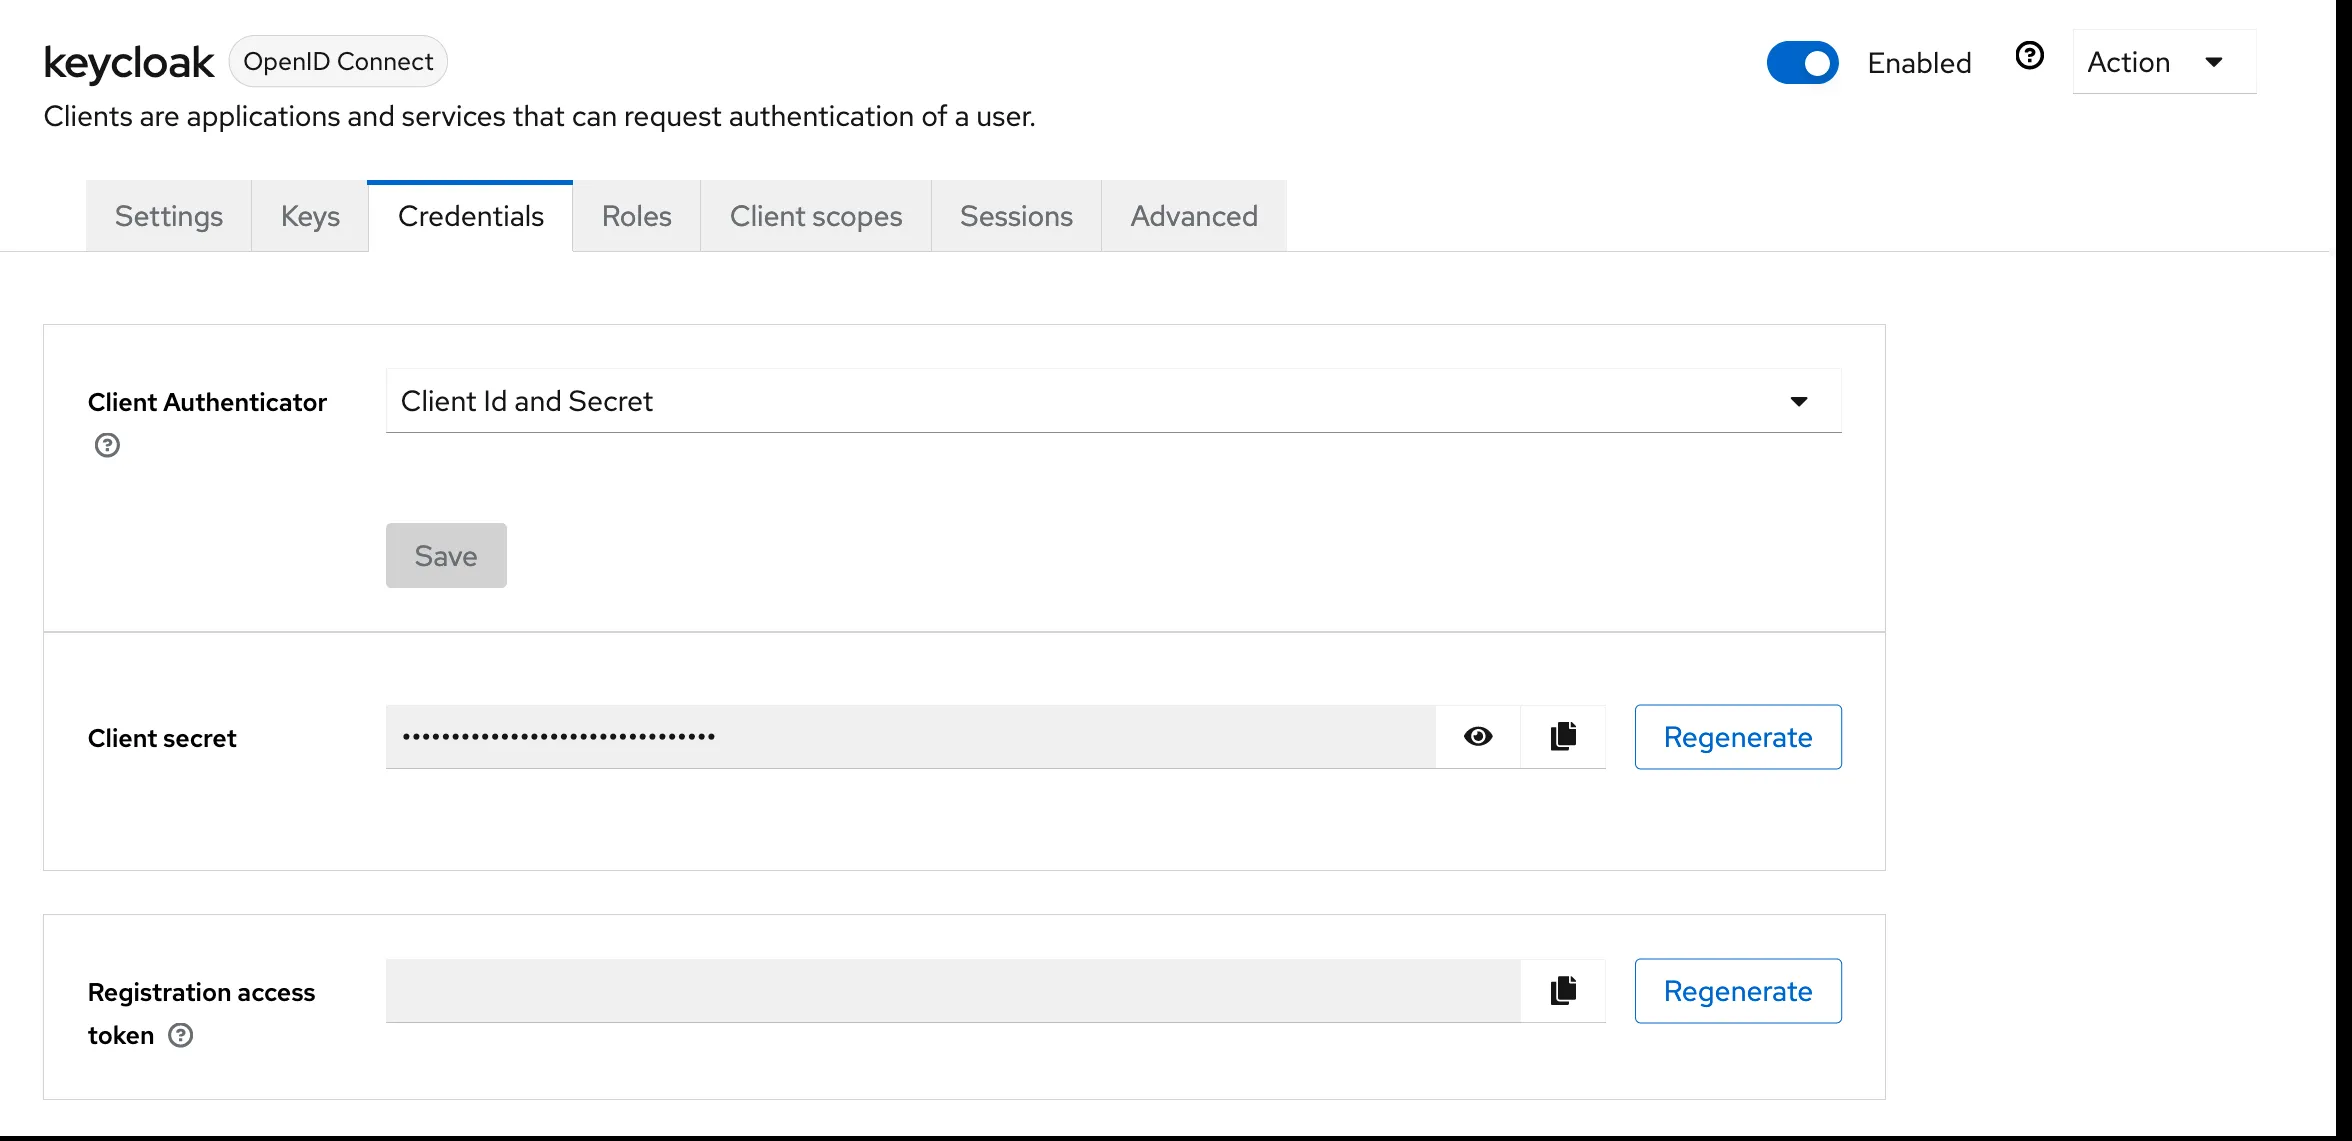 keycloak OpenID Connect Enabled Action
Clients are applications and services that can request authentication of a user.
Settings Keys Credentials Roles Client scopes Sessions Advanced
Client Authenticator Client Id and Secret
Save
Client secret •••••••••••••••••••••••••••••••• Regenerate
Registration access
token
Regenerate